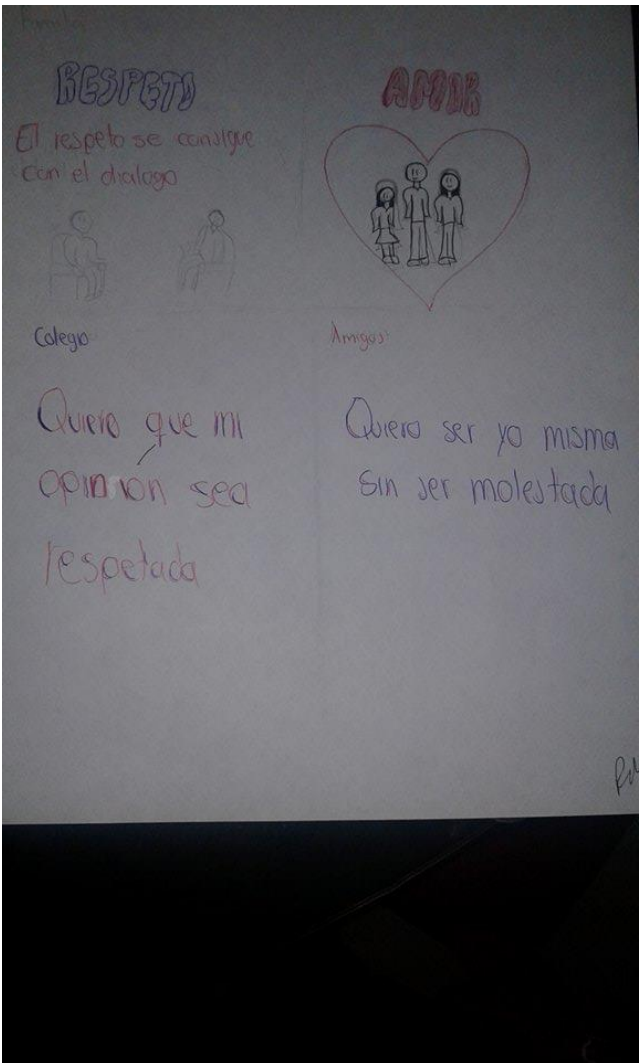 Familia
RESPETO
El respeto se consigue
con el dialogo
AMOR
Colegio
Quiero que mi
opinion sea
respetada
Amigos:
Quiero ser yo misma
sin ser molestada